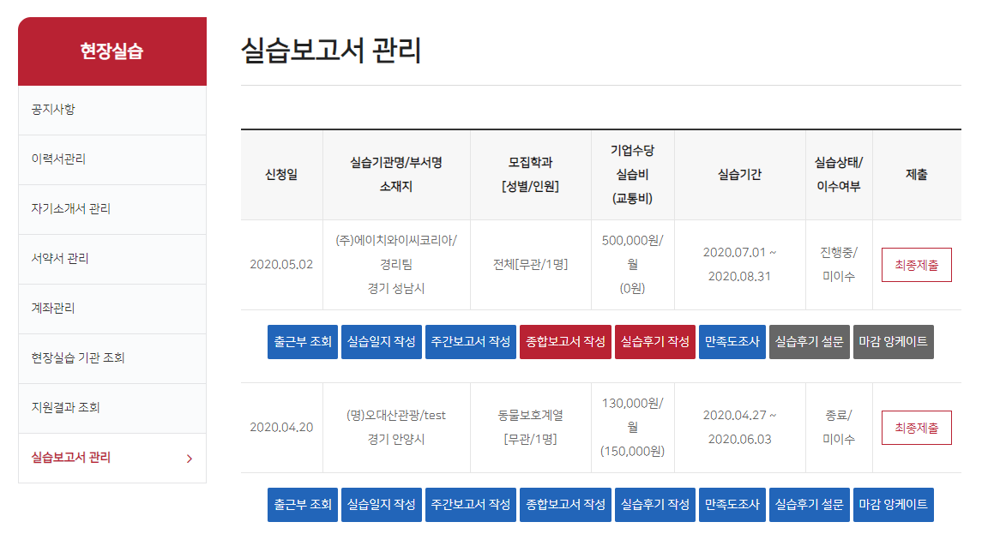 현장실습
공지사항
이력서관리
자기소개서 관리
서약서 관리
계좌관리
현장실습 기관 조회
지원결과 조회
실습보고서 관리
실습보고서 관리
신청일
실습기관명/부서명
소재지
모집학과
[성별/인원]
기업수당
실습비
(교통비)
실습기간
실습상태/
이수여부
제출
2020.05.02
(주)에이치와이씨코리아/
경리팀
경기 성남시
전체[무관/1명]
500,000원/
월
(0원)
2020.07.01 ~
2020.08.31
진행중/
미이수
최종제출
출근부 조회 실습일지 작성 주간보고서 작성 종합보고서 작성 실습후기 작성 만족도조사 실습후기 설문 마감 앙케이트
2020.04.20
(명)오대산관광/test
경기 안양시
동물보호계열
[무관/1명]
130,000원/
월
(150,000원)
2020.04.27 ~
2020.06.03
종료/
미이수
최종제출
출근부 조회 실습일지 작성 주간보고서 작성 종합보고서 작성 실습후기 작성 만족도조사 실습후기 설문 마감 앙케이트